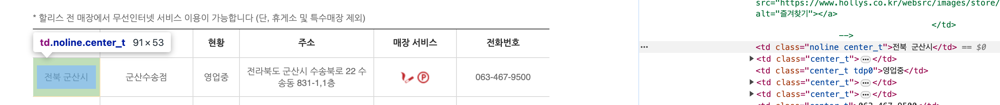 * 할리스 전 매장에서 무선인터넷 서비스 이용이 가능합니다 (단, 휴게소 및 특수매장 제외)
td.noline.center_t 91×53
현황 주소 매장 서비스 전화번호
전북 군산시 군산수송점 영업중 전라북도 군산시 수송북로 22 수
송동 831-1,1층 P 063-467-9500
src="https://www.hollys.co.kr/websrc/images/store/
alt="즐겨찾기"></a>
</td>
-->
<td class="noline center_t">전북 군산시</td> == $0
<td class="center_t">…</td>
<td class="center_t tdp0">영업중</td>
<td class="center_t">…</td>
<td class="center_t">…</td>
<td class="center_t">063-467-9500</td>